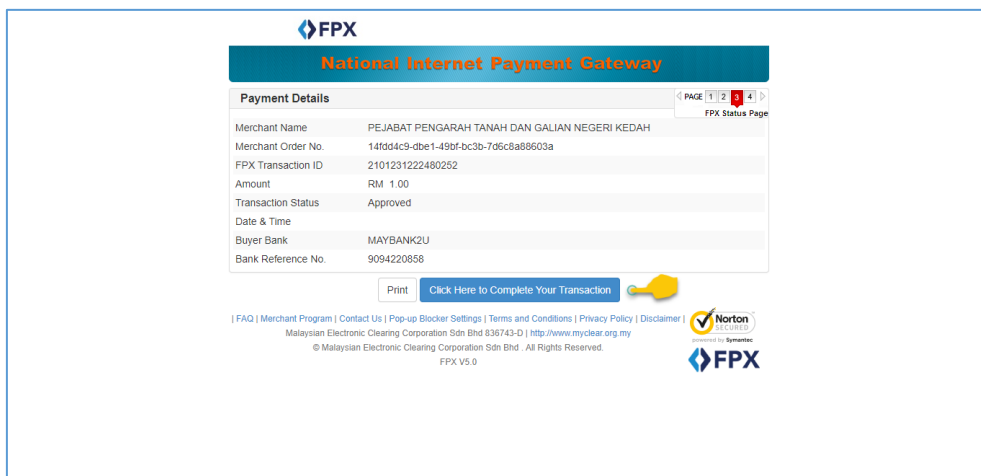 FPX
National Internet Payment Gateway
Payment Details
PAGE 1 2 3 4
FPX Status Page
Merchant Name PEJABAT PENGARAH TANAH DAN GALIAN NEGERI KEDAH
Merchant Order No. 14fdd4c9-dbe1-49bf-bc3b-7d6c8a88603a
FPX Transaction ID 2101231222480252
Amount RM 1.00
Transaction Status Approved
Date & Time
Buyer Bank MAYBANK2U
Bank Reference No. 9094220858
Print Click Here to Complete Your Transaction
| FAQ | Merchant Program | Contact Us | Pop-up Blocker Settings | Terms and Conditions | Privacy Policy | Disclaimer |
Malaysian Electronic Clearing Corporation Sdn Bhd 836743-D | http://www.myclear.org.my
© Malaysian Electronic Clearing Corporation Sdn Bhd . All Rights Reserved.
FPX V5.0
Norton
SECURED
powered by Symantec
FPX